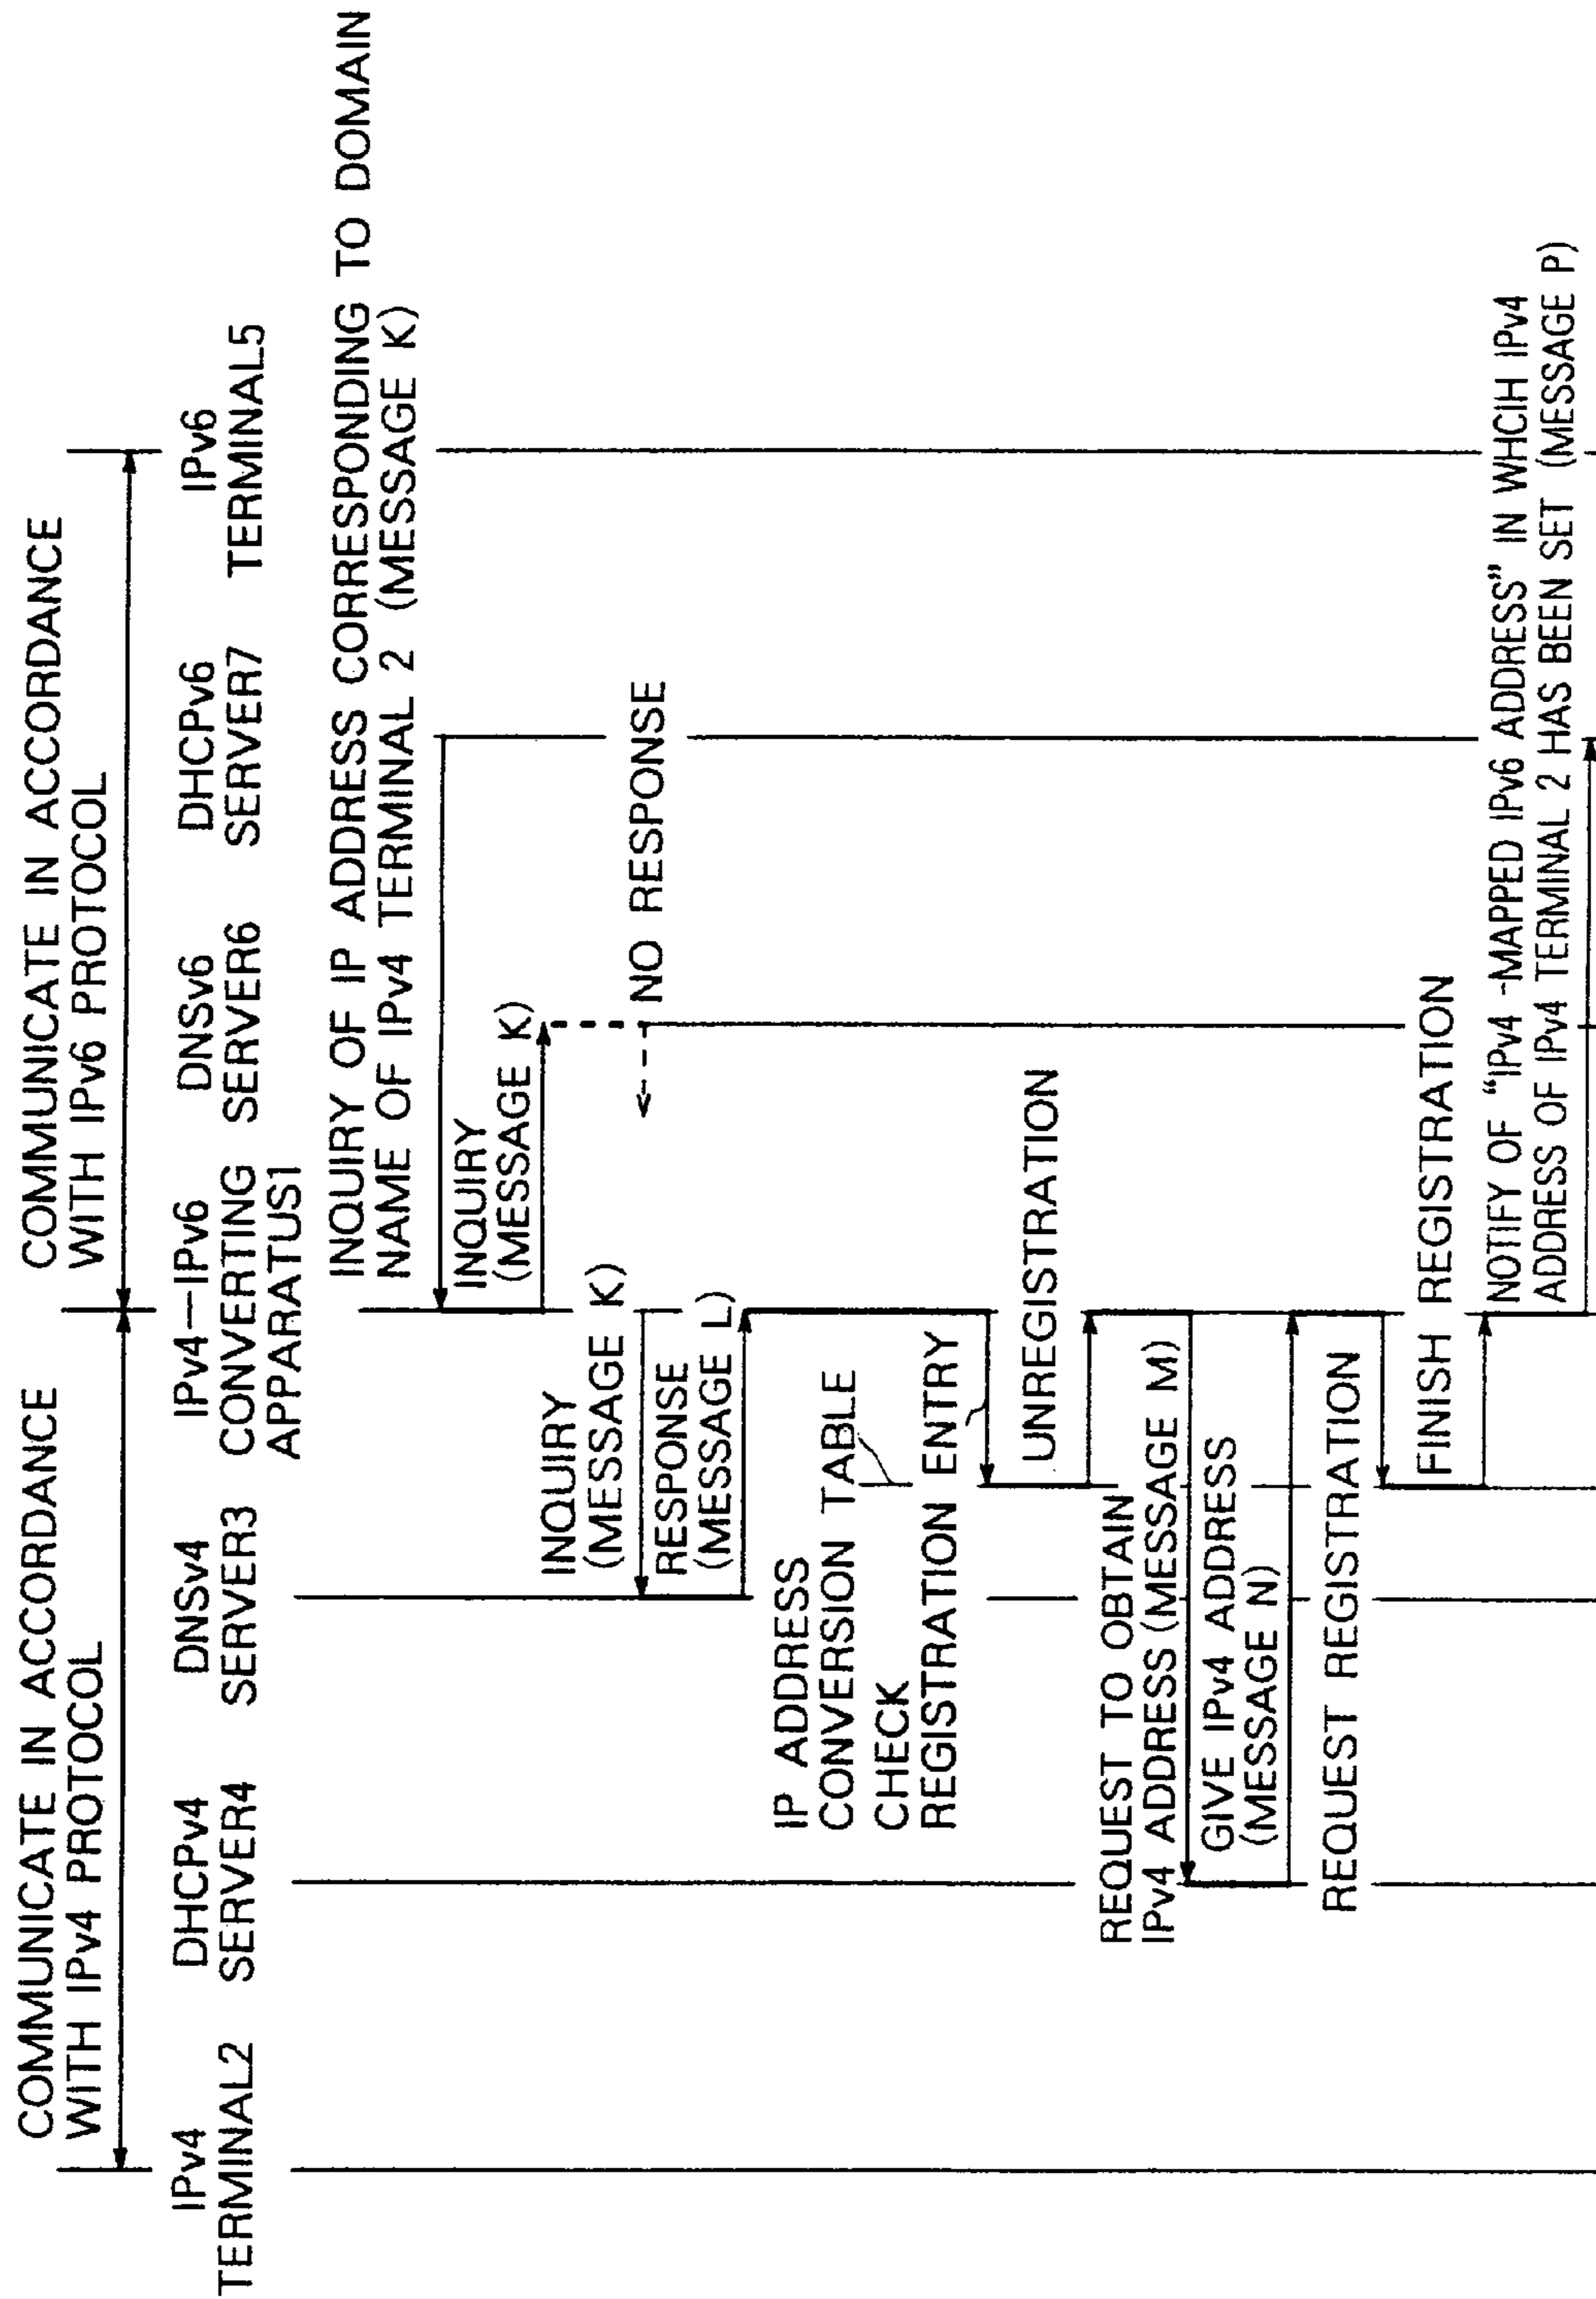 COMMUNICATE IN ACCORDANCE
WITH IPv4 PROTOCOL
COMMUNICATE IN ACCORDANCE
WITH IPv6 PROTOCOL
IPv4
TERMINAL2
DHCPv4
SERVER4
DNSv4
SERVER3
IPv4—IPv6
CONVERTING
APPARATUS1
DNSv6
SERVER6
DHCPv6
SERVER7
IPv6
TERMINAL5
INQUIRY OF IP ADDRESS CORRESPONDING TO DOMAIN
NAME OF IPv4 TERMINAL 2 (MESSAGE K)
INQUIRY
(MESSAGE K)
NO RESPONSE
INQUIRY
(MESSAGE K)
RESPONSE
(MESSAGE L)
IP ADDRESS
CONVERSION TABLE
CHECK
REGISTRATION ENTRY
UNREGISTRATION
REQUEST TO OBTAIN
IPv4 ADDRESS (MESSAGE M)
GIVE IPv4 ADDRESS
(MESSAGE N)
REQUEST REGISTRATION
FINISH REGISTRATION
NOTIFY OF “IPv4 -MAPPED IPv6 ADDRESS” IN WHCIH IPv4
ADDRESS OF IPv4 TERMINAL 2 HAS BEEN SET (MESSAGE P)